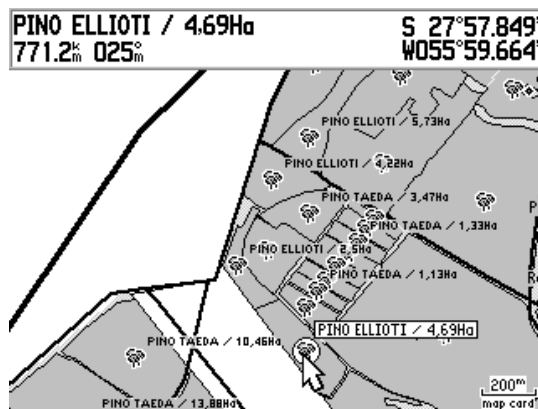 PINO ELLIOTI / 4,69Ha
S 27°57.849'
771.2km 025°m
W055°59.664'
PINO ELLIOTI / 5,73Ha
PINO ELLIOTI / 4,22Ha
PINO TAEDA / 3,47Ha
P
PINO TAEDA / 1,33Ha
PINO ELLIOTI / 2,5Ha
PINO TAEDA / 1,13Ha
PINO ELLIOTI / 4,69Ha
PINO TAEDA / 10,46Ha
200m
PINO TAEDA / 13,88Ha
map card